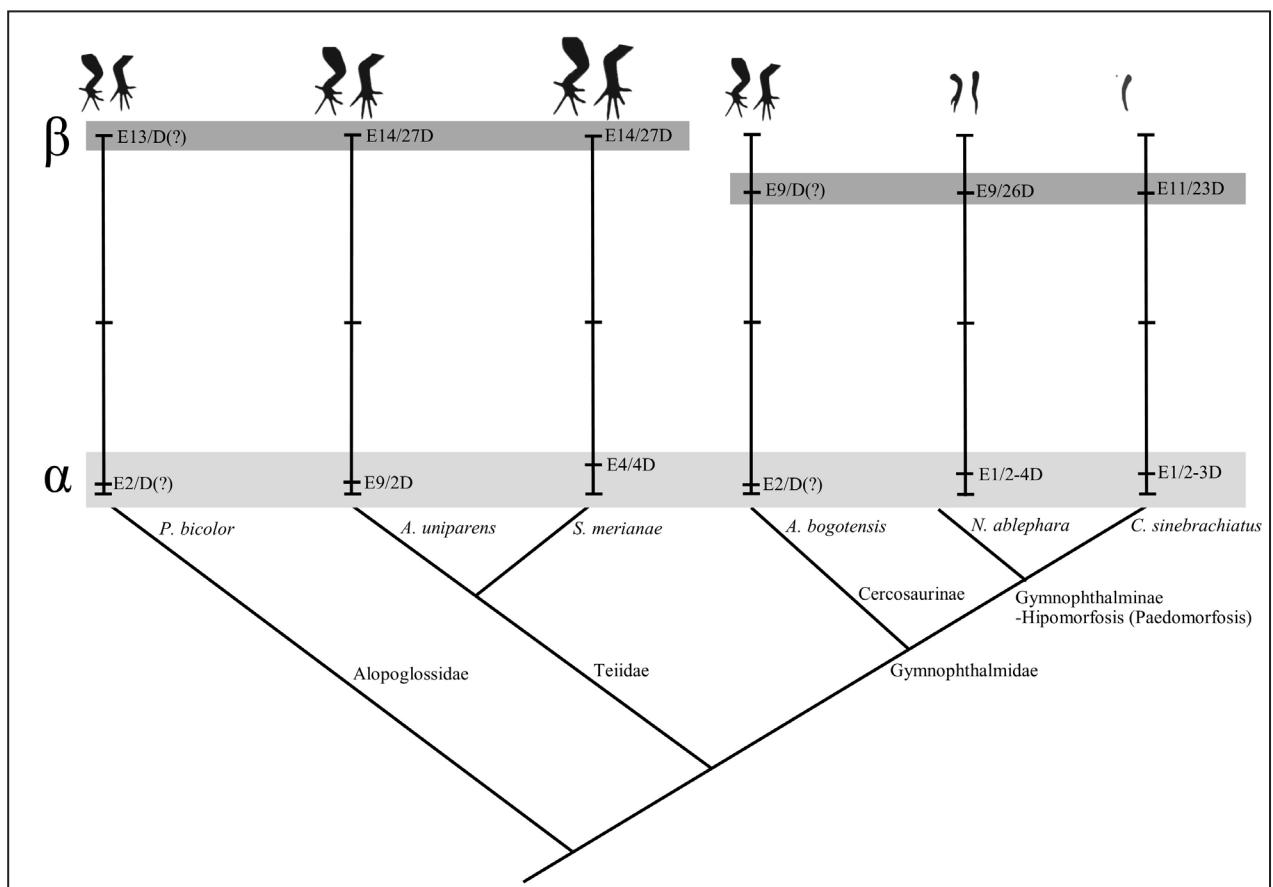 β
E13/D(?)
E14/27D
E14/27D
E9/D(?)
E9/26D
E11/23D
α
E2/D(?)
E9/2D
E4/4D
E2/D(?)
E1/2-4D
E1/2-3D
P. bicolor
A. uniparens
S. merianae
A. bogotensis
N. ablephara
C. sinebrachiatus
Cercosaurinae
Gymnophthalminae
-Hipomorfosis (Paedomorfosis)
Alopoglossidae
Teiidae
Gymnophthalmidae